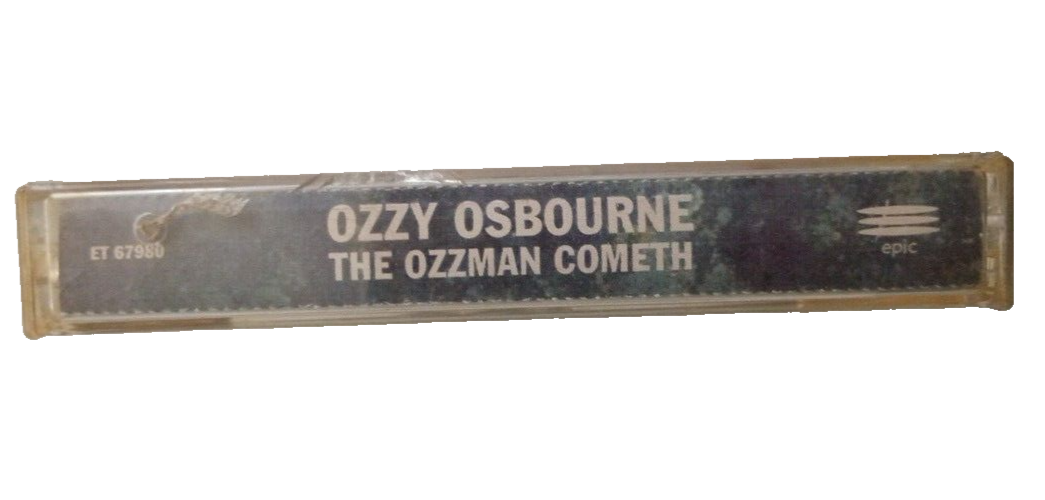 ET 67980
OZZY OSBOURNE
THE OZZMAN COMETH
epic